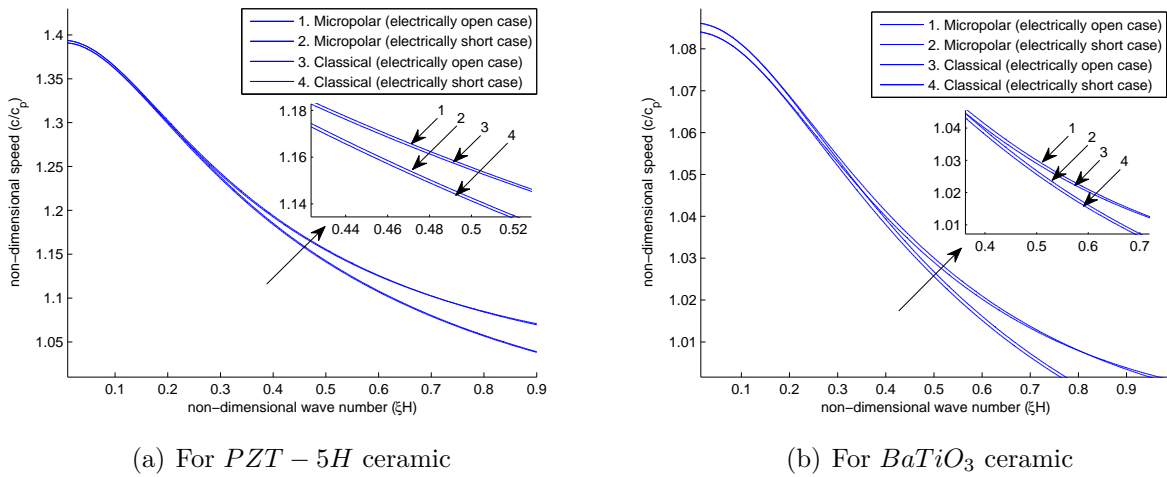 1. Micropolar (electrically open case)
2. Micropolar (electrically short case)
3. Classical (electrically open case)
4. Classical (electrically short case)
non−dimensional speed (c/cp)
1.4
1.35
1.3
1.25
1.2
1.15
1.1
1.05
0.1 0.2 0.3 0.4 0.5 0.6 0.7 0.8 0.9
non−dimensional wave number (ξH)
1.18
1.16
1.14
0.44 0.46 0.48 0.5 0.52
1 2 3 4
(a) For PZT − 5H ceramic
1. Micropolar (electrically open case)
2. Micropolar (electrically short case)
3. Classical (electrically open case)
4. Classical (electrically short case)
non−dimensional speed (c/cp)
1.08
1.07
1.06
1.05
1.04
1.03
1.02
1.01
0.1 0.2 0.3 0.4 0.5 0.6 0.7 0.8 0.9
non−dimensional wave number (ξH)
1.04
1.03
1.02
1.01
0.4 0.5 0.6 0.7
1 2 3 4
(b) For BaTiO3 ceramic